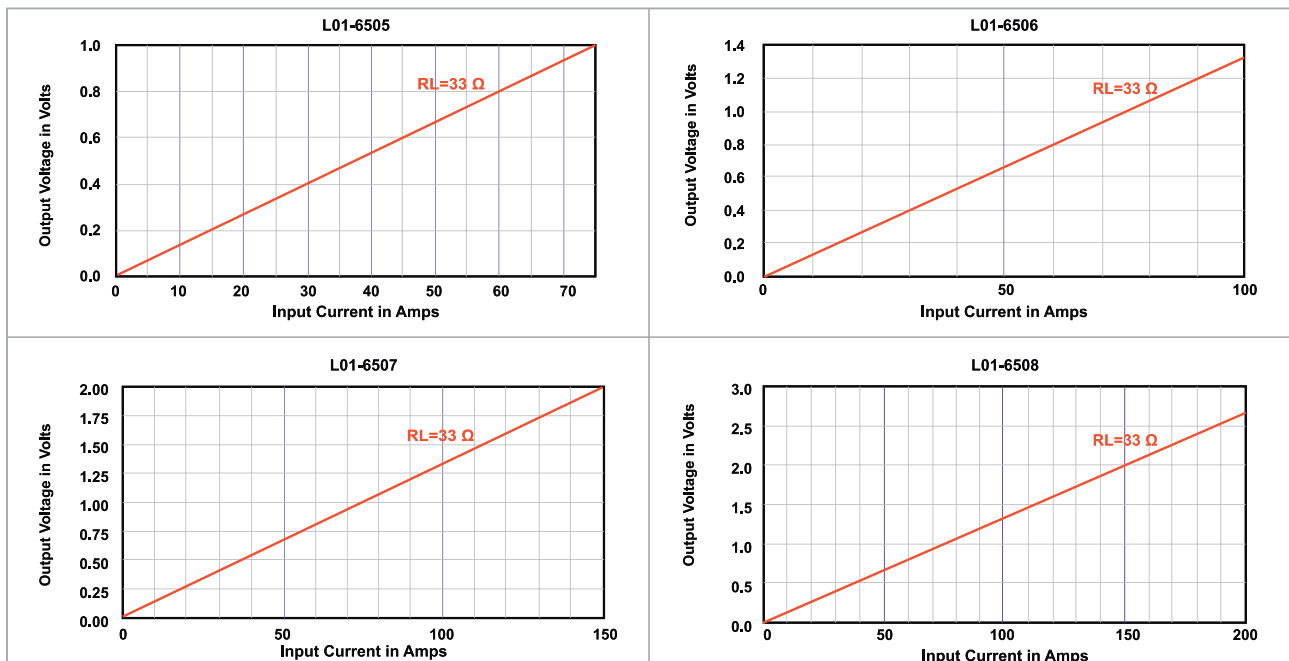 L01-6505
Output Voltage in Volts
1.0
0.8
0.6
0.4
0.2
0.0
RL=33 Ω
0 10 20 30 40 50 60 70
Input Current in Amps
L01-6506
Output Voltage in Volts
1.4
1.2
1.0
0.8
0.6
0.4
0.2
0.0
RL=33 Ω
0 50 100
Input Current in Amps
L01-6507
Output Voltage in Volts
2.00
1.75
1.50
1.25
1.00
0.75
0.50
0.25
0.00
RL=33 Ω
0 50 100 150
Input Current in Amps
L01-6508
Output Voltage in Volts
3.0
2.5
2.0
1.5
1.0
0.5
0.0
RL=33 Ω
0 50 100 150 200
Input Current in Amps